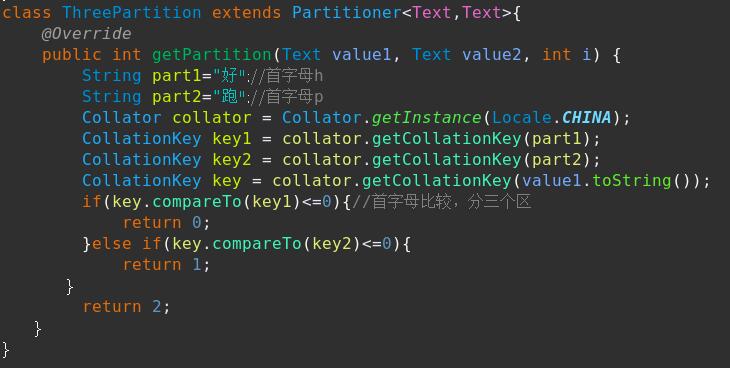 class ThreePartition extends Partitioner<Text,Text>{
    @Override
    public int getPartition(Text value1, Text value2, int i) {
        String part1="好";//首字母h
        String part2="跑";//首字母p
        Collator collator = Collator.getInstance(Locale.CHINA);
        CollationKey key1 = collator.getCollationKey(part1);
        CollationKey key2 = collator.getCollationKey(part2);
        CollationKey key = collator.getCollationKey(value1.toString());
        if(key.compareTo(key1)<=0){//首字母比较，分三个区
            return 0;
        }else if(key.compareTo(key2)<=0){
            return 1;
      }
        return 2;
   }
}